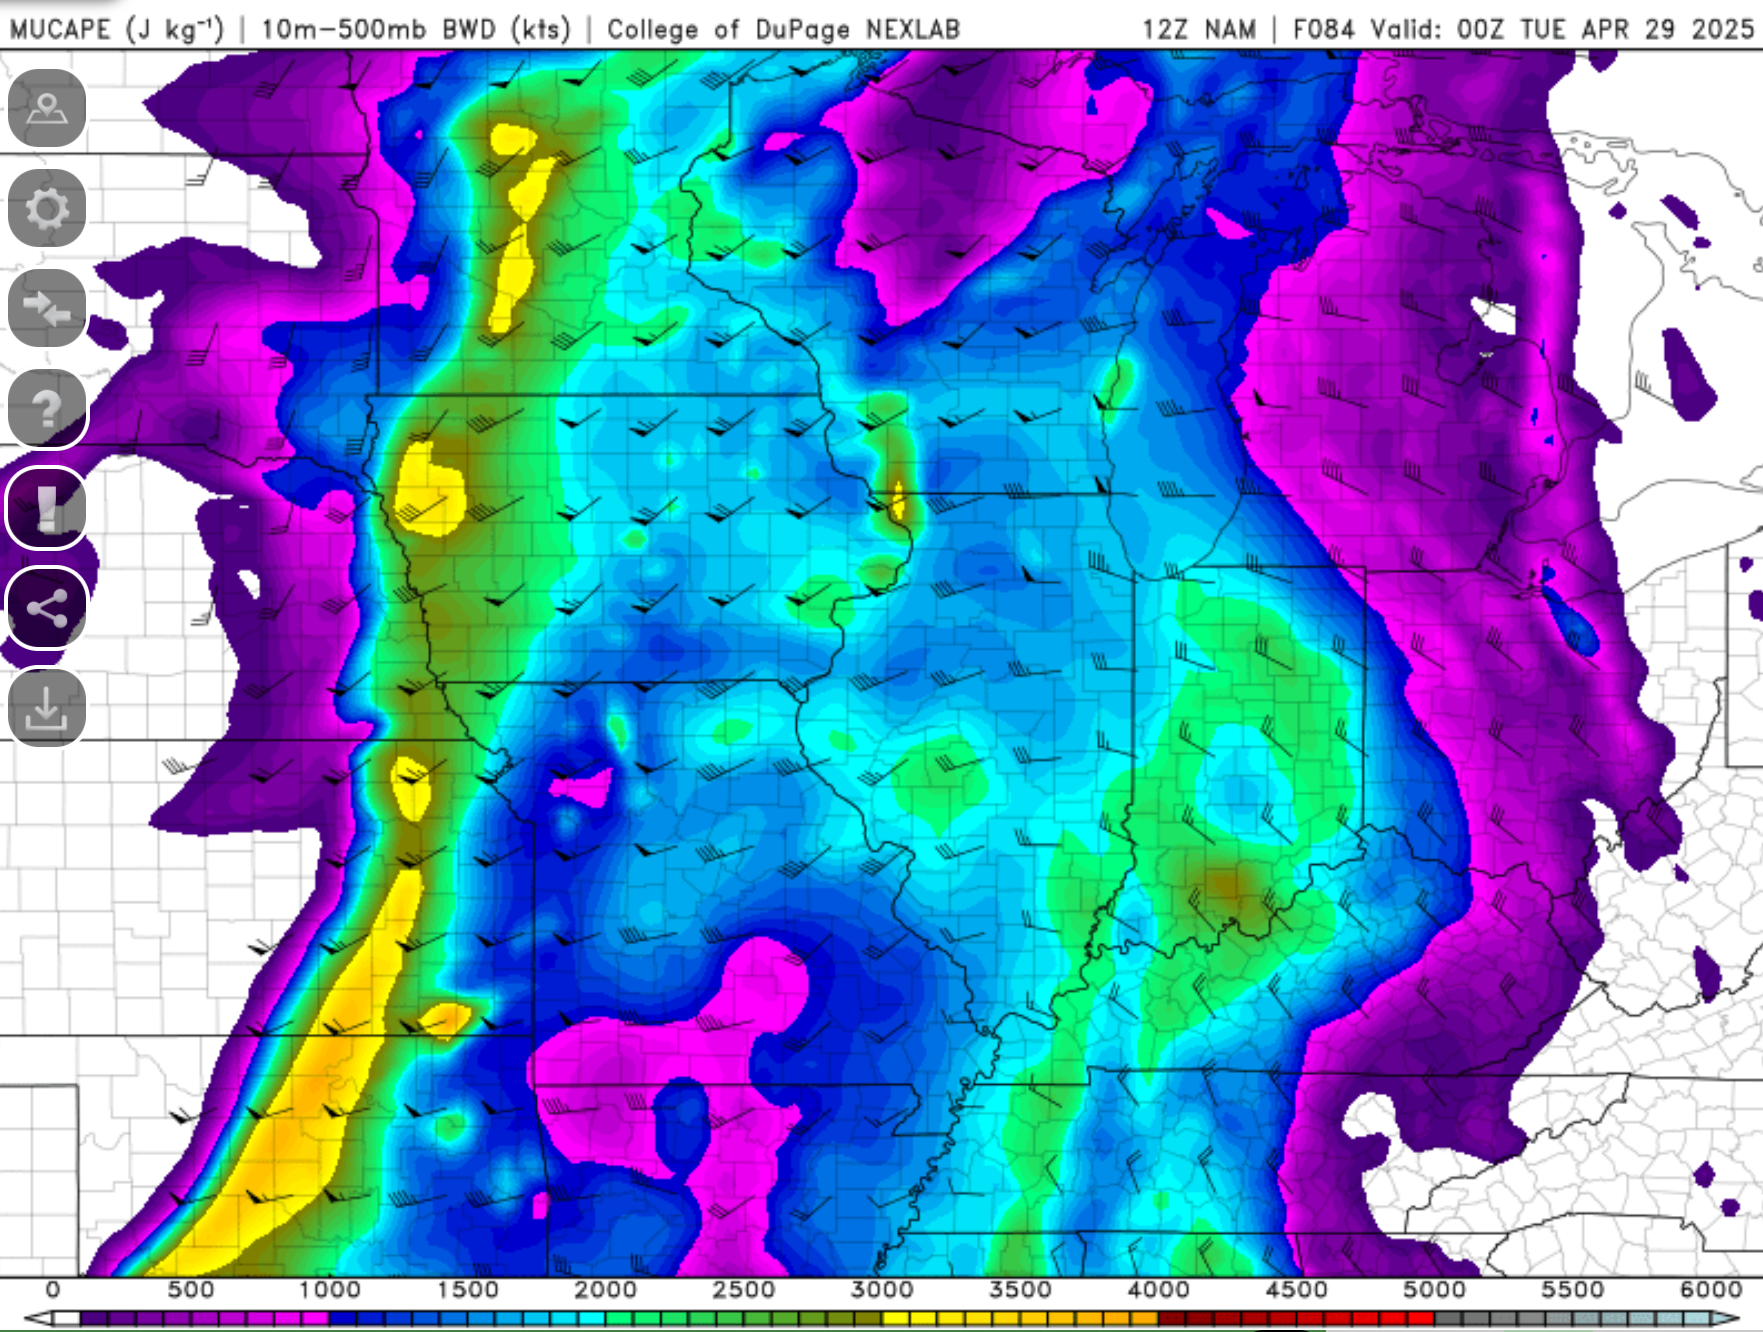 MUCAPE (J kg⁻¹) | 10m-500mb BWD (kts) | College of DuPage NEXLAB 12Z NAM | F084 Valid: 00Z TUE APR 29 2025
?
!
0 500 1000 1500 2000 2500 3000 3500 4000 4500 5000 5500 6000